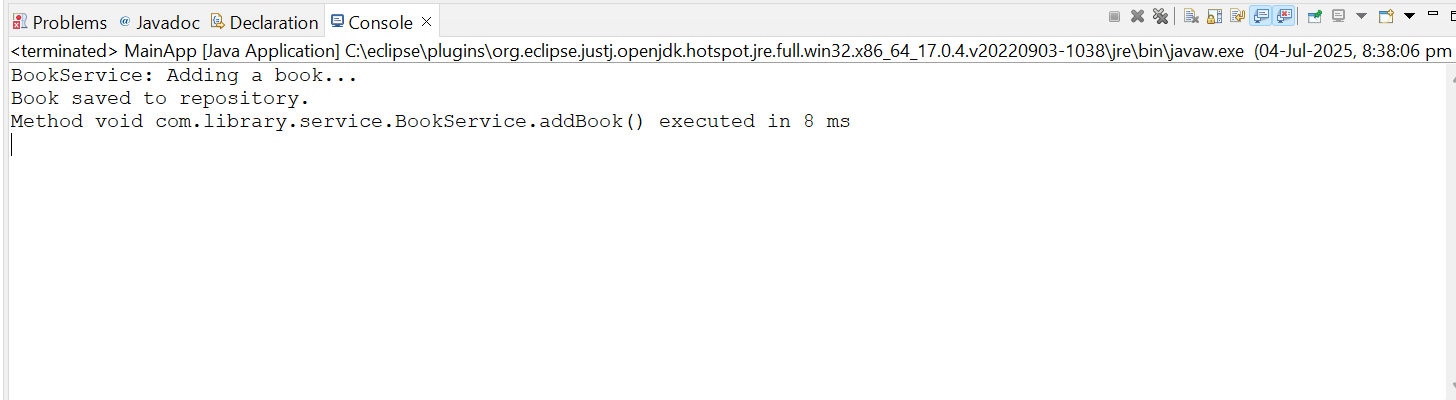 Problems @ Javadoc Declaration Console
<terminated> MainApp [Java Application] C:\eclipse\plugins\org.eclipse.justj.openjdk.hotspot.jre.full.win32.x86_64_17.0.4.v20220903-1038\jre\bin\javaw.exe (04-Jul-2025, 8:38:06 pm
BookService: Adding a book...
Book saved to repository.
Method void com.library.service.BookService.addBook() executed in 8 ms